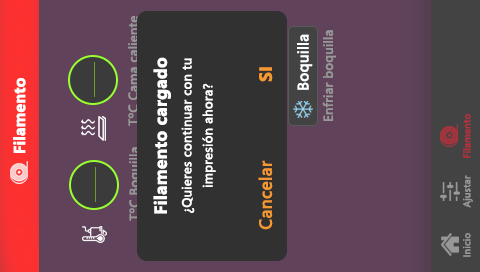 Filamento
T°C Boquilla
T°C Cama caliente
Filamento cargado
¿Quieres continuar con tu
impresión ahora?
Cancelar
SI
Boquilla
Enfriar boquilla
Inicio
Ajustar
Filamento